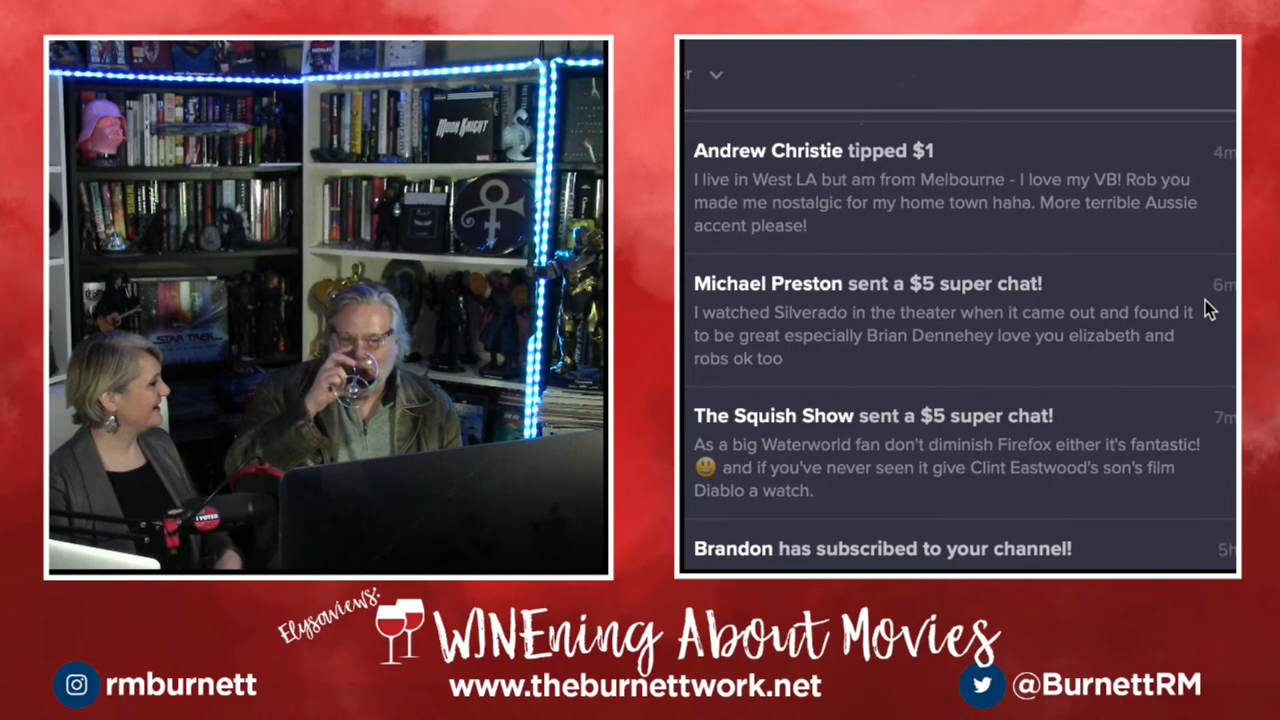 MOON KNIGHT
STAR TREK
I VOTED
r
Andrew Christie tipped $1
4m
I live in West LA but am from Melbourne - I love my VB! Rob you
made me nostalgic for my home town haha. More terrible Aussie
accent please!
Michael Preston sent a $5 super chat!
6m
I watched Silverado in the theater when it came out and found it
to be great especially Brian Dennehey love you elizabeth and
robs ok too
The Squish Show sent a $5 super chat!
7m
As a big Waterworld fan don't diminish Firefox either it's fantastic!
😃 and if you've never seen it give Clint Eastwood's son's film
Diablo a watch.
Brandon has subscribed to your channel!
5h
Elysoviews:
WINEning About Movies
rmburnett
www.theburnettwork.net
@BurnettRM